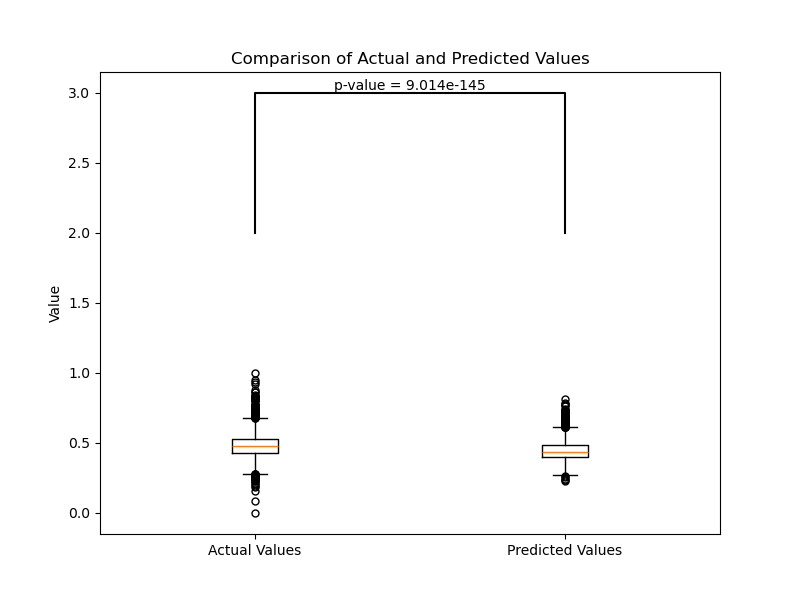 Comparison of Actual and Predicted Values
p-value = 9.014e-145
3.0
2.5
2.0
1.5
1.0
0.5
0.0
Value
Actual Values
Predicted Values